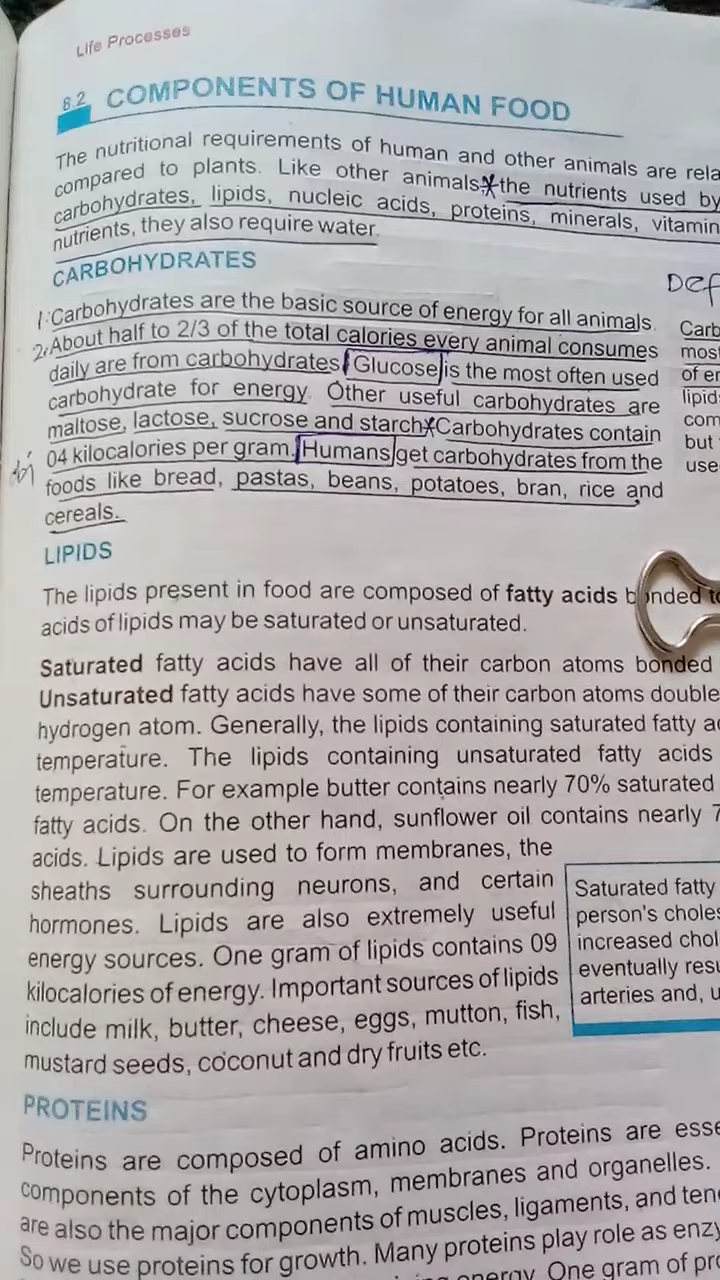 Life Processes
8.2 COMPONENTS OF HUMAN FOOD
The nutritional requirements of human and other animals are rela
compared to plants. Like other animals, the nutrients used by
carbohydrates, lipids, nucleic acids, proteins, minerals, vitamin
nutrients, they also require water.
CARBOHYDRATES
Def
1. Carbohydrates are the basic source of energy for all animals.
2. About half to 2/3 of the total calories every animal consumes
daily are from carbohydrates. Glucose is the most often used
carbohydrate for energy. Other useful carbohydrates are
maltose, lactose, sucrose and starch. Carbohydrates contain
04 kilocalories per gram. Humans get carbohydrates from the
foods like bread, pastas, beans, potatoes, bran, rice and
cereals.
Carb
most
of en
lipid
com
but
use
LIPIDS
The lipids present in food are composed of fatty acids bonded to
acids of lipids may be saturated or unsaturated.
Saturated fatty acids have all of their carbon atoms bonded
Unsaturated fatty acids have some of their carbon atoms double
hydrogen atom. Generally, the lipids containing saturated fatty ac
temperature. The lipids containing unsaturated fatty acids
temperature. For example butter contains nearly 70% saturated
fatty acids. On the other hand, sunflower oil contains nearly 7
acids. Lipids are used to form membranes, the
sheaths surrounding neurons, and certain
hormones. Lipids are also extremely useful
energy sources. One gram of lipids contains 09
kilocalories of energy. Important sources of lipids
include milk, butter, cheese, eggs, mutton, fish,
mustard seeds, coconut and dry fruits etc.
Saturated fatty
person's choles
increased chol
eventually resu
arteries and, u
PROTEINS
Proteins are composed of amino acids. Proteins are esse
components of the cytoplasm, membranes and organelles.
are also the major components of muscles, ligaments, and tend
So we use proteins for growth. Many proteins play role as enzy
energy. One gram of pro